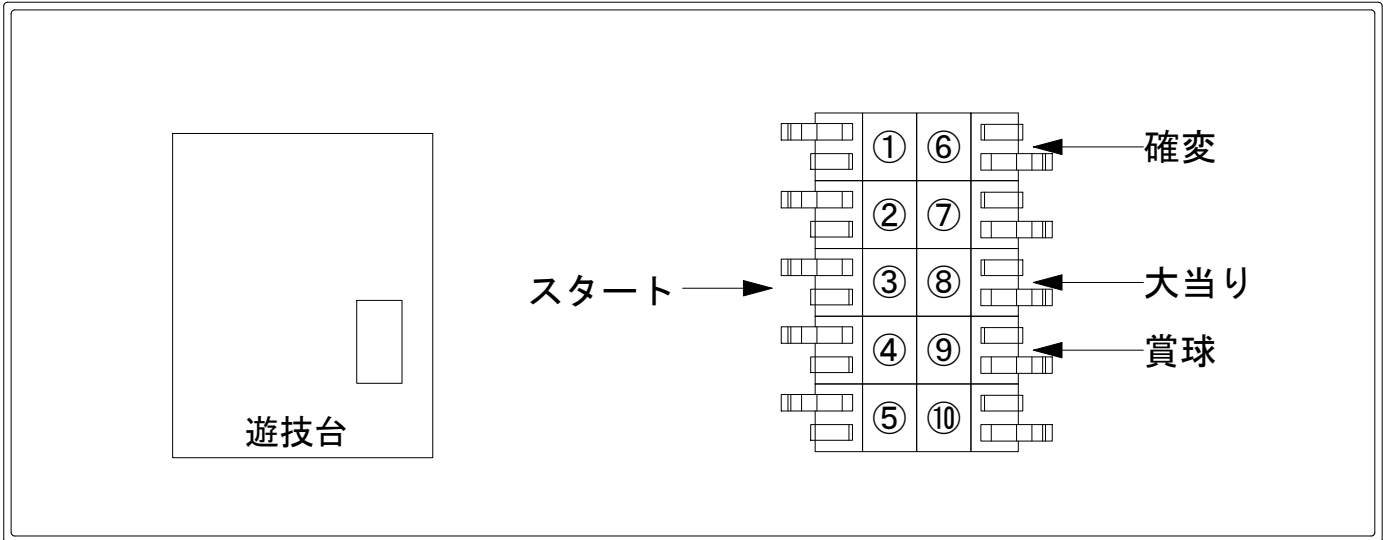 ① ⑥ 確変
② ⑦
スタート ③ ⑧ 大当り
④ ⑨ 賞球
⑤ ⑩
遊技台